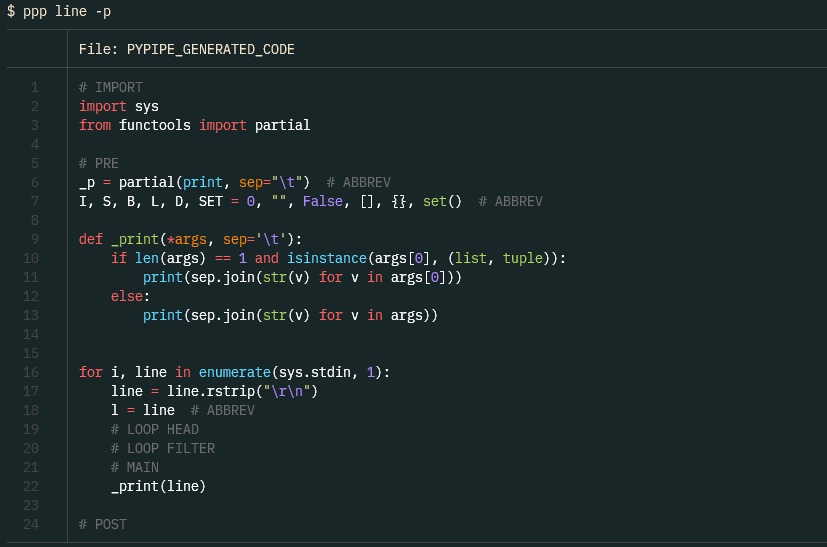 $ ppp line -p
File: PYPIPE_GENERATED_CODE
1 # IMPORT
2 import sys
3 from functools import partial
4
5 # PRE
6 _p = partial(print, sep="\t")  # ABBREV
7 I, S, B, L, D, SET = 0, "", False, [], {}, set()  # ABBREV
8
9 def _print(*args, sep='\t'):
10     if len(args) == 1 and isinstance(args[0], (list, tuple)):
11         print(sep.join(str(v) for v in args[0]))
12     else:
13         print(sep.join(str(v) for v in args))
14
15
16 for i, line in enumerate(sys.stdin, 1):
17     line = line.rstrip("\r\n")
18     l = line  # ABBREV
19     # LOOP HEAD
20     # LOOP FILTER
21     # MAIN
22     _print(line)
23
24 # POST